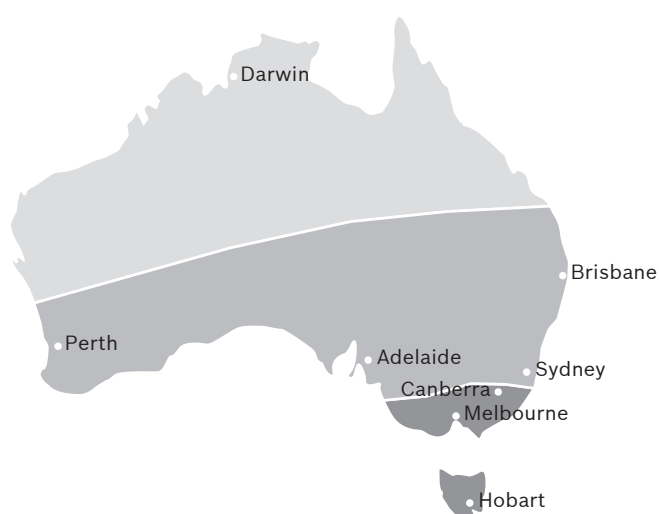 Darwin
Brisbane
Perth
Adelaide
Sydney
Canberra
Melbourne
Hobart